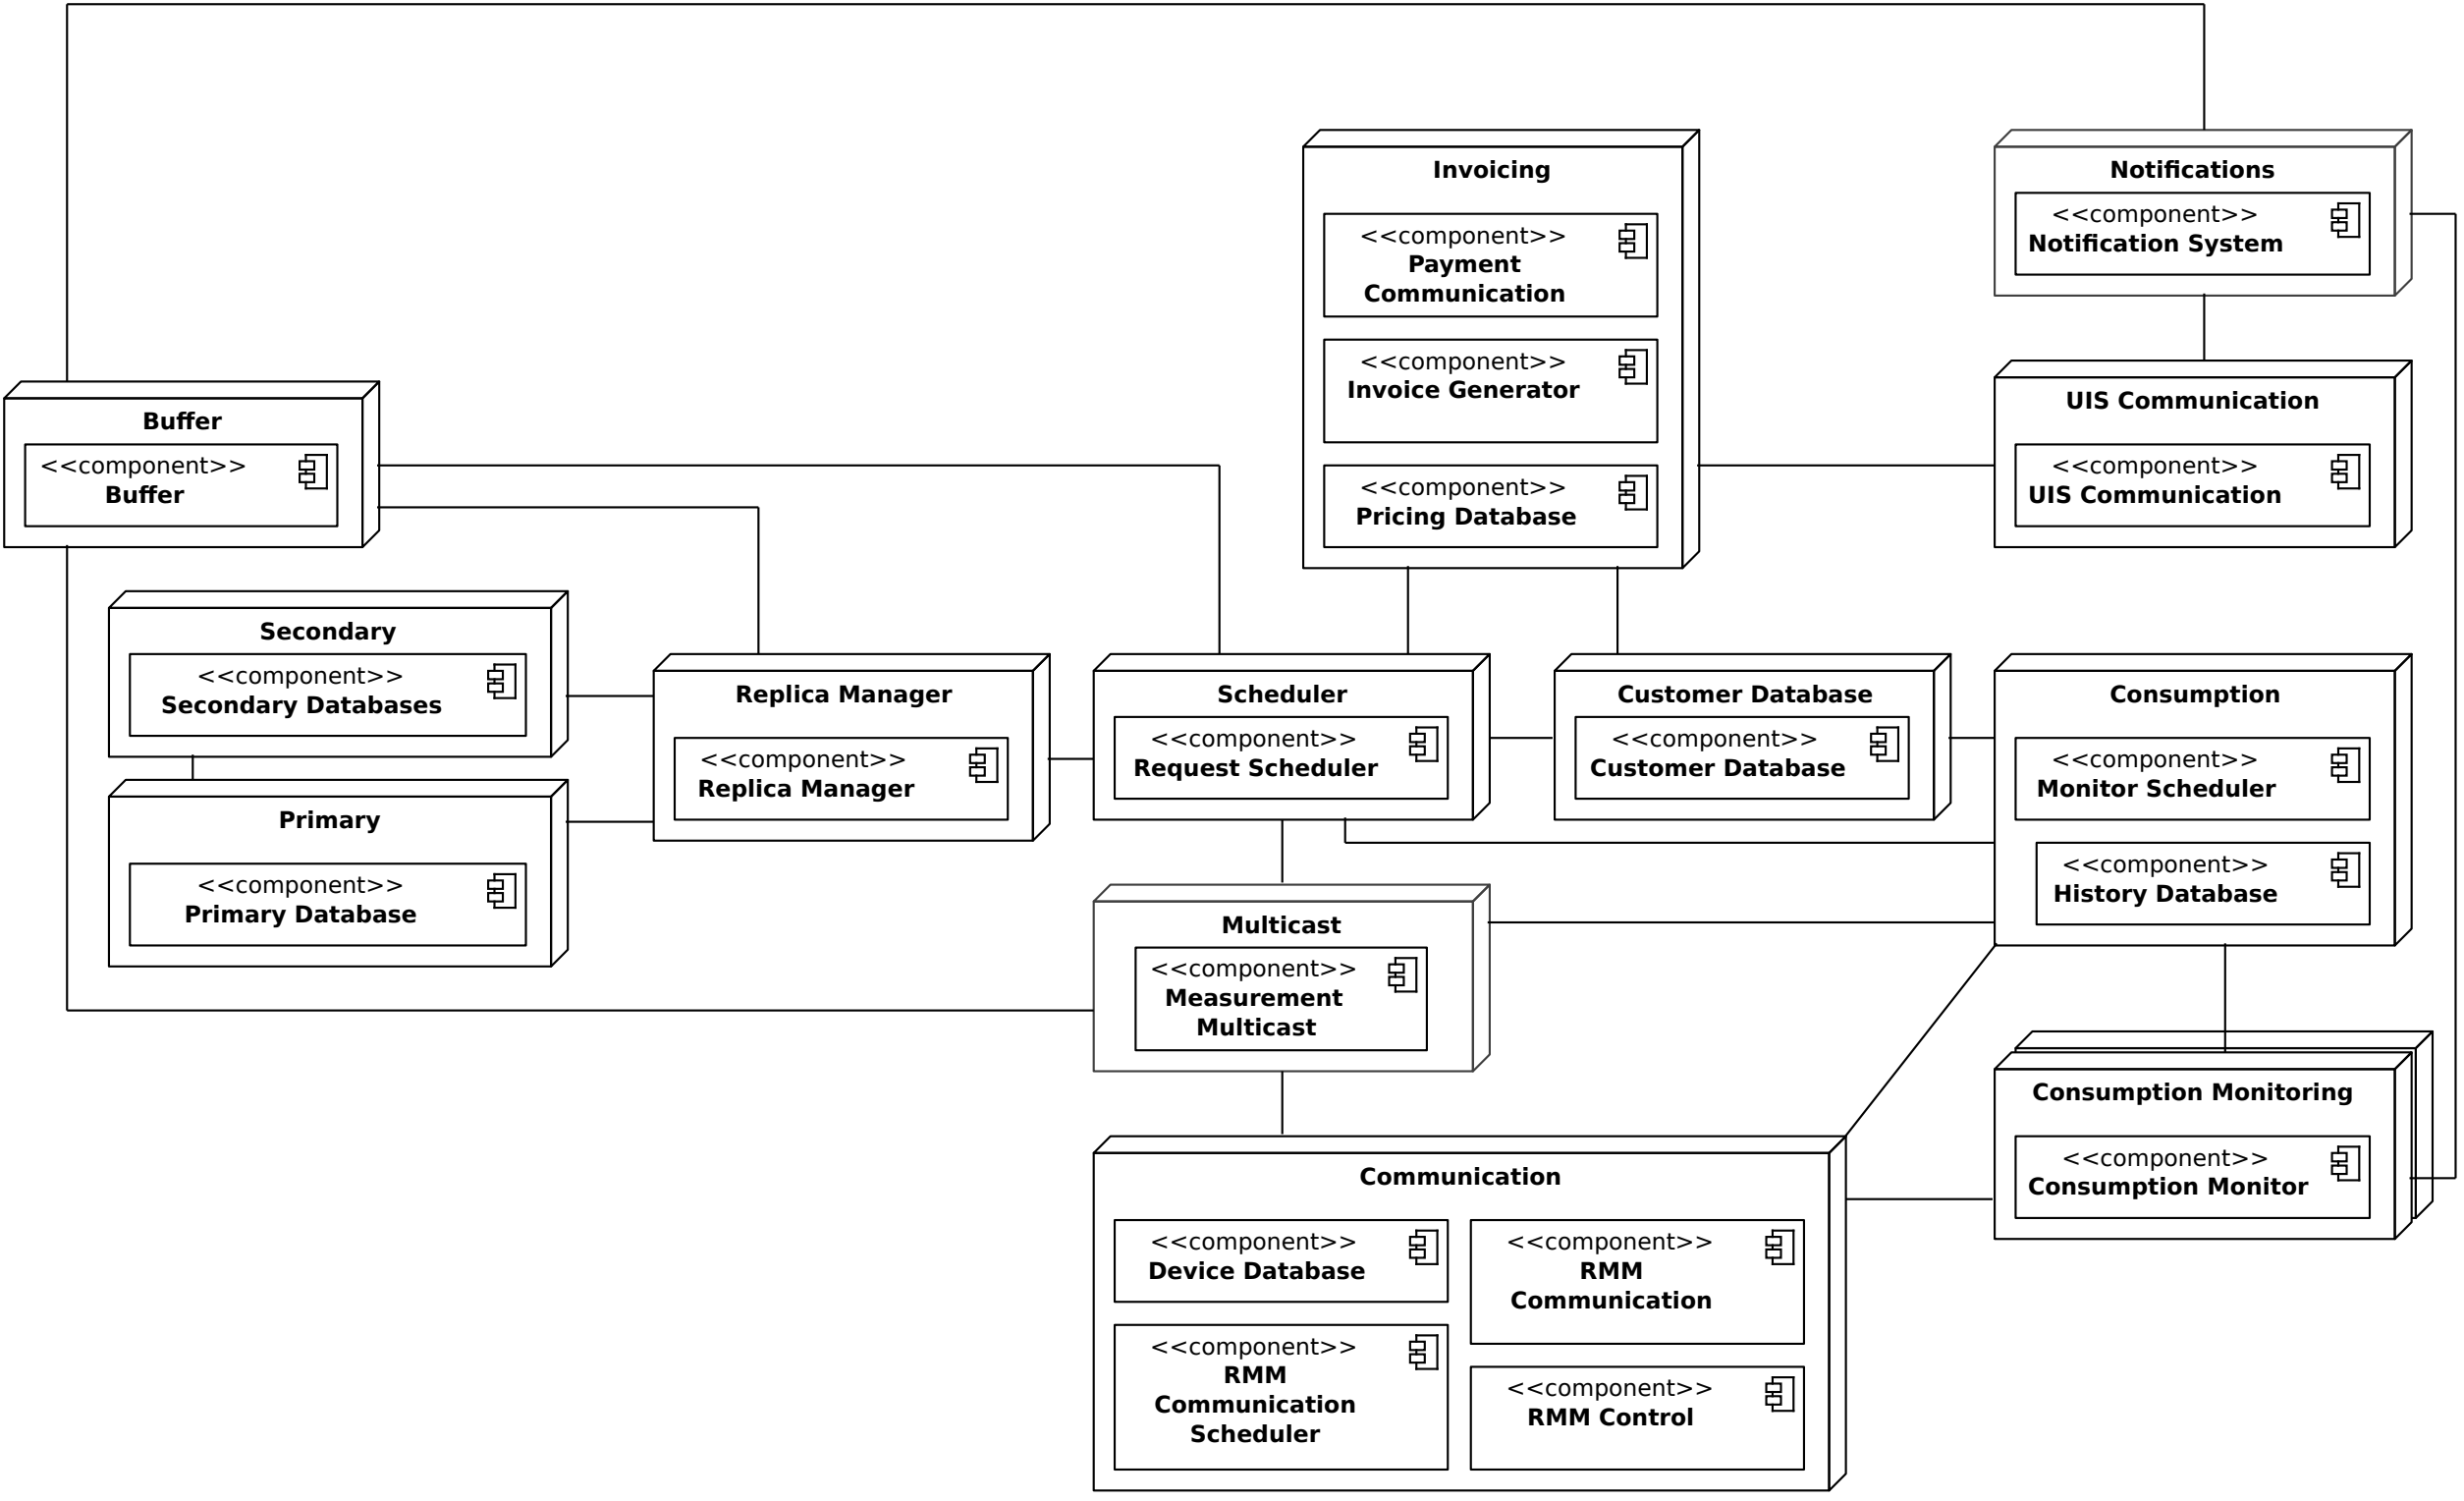 Invoicing
<<component>>
Payment
Communication
<<component>>
Invoice Generator
<<component>>
Pricing Database
Notifications
<<component>>
Notification System
UIS Communication
<<component>>
UIS Communication
Buffer
<<component>>
Buffer
Secondary
<<component>>
Secondary Databases
Primary
<<component>>
Primary Database
Replica Manager
<<component>>
Replica Manager
Scheduler
<<component>>
Request Scheduler
Customer Database
<<component>>
Customer Database
Consumption
<<component>>
Monitor Scheduler
<<component>>
History Database
Multicast
<<component>>
Measurement
Multicast
Consumption Monitoring
<<component>>
Consumption Monitor
Communication
<<component>>
Device Database
<<component>>
RMM
Communication
<<component>>
RMM
Communication
Scheduler
<<component>>
RMM Control